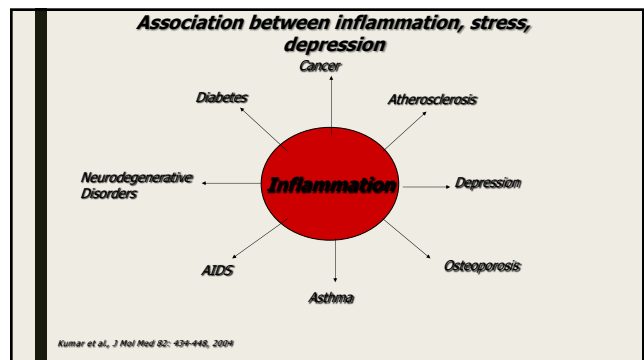 Association between inflammation, stress,
depression
Cancer
Diabetes
Atherosclerosis
Neurodegenerative
Disorders
Inflammation
Depression
AIDS
Osteoporosis
Asthma
Kumar et al., J Mol Med 82: 434-448, 2004